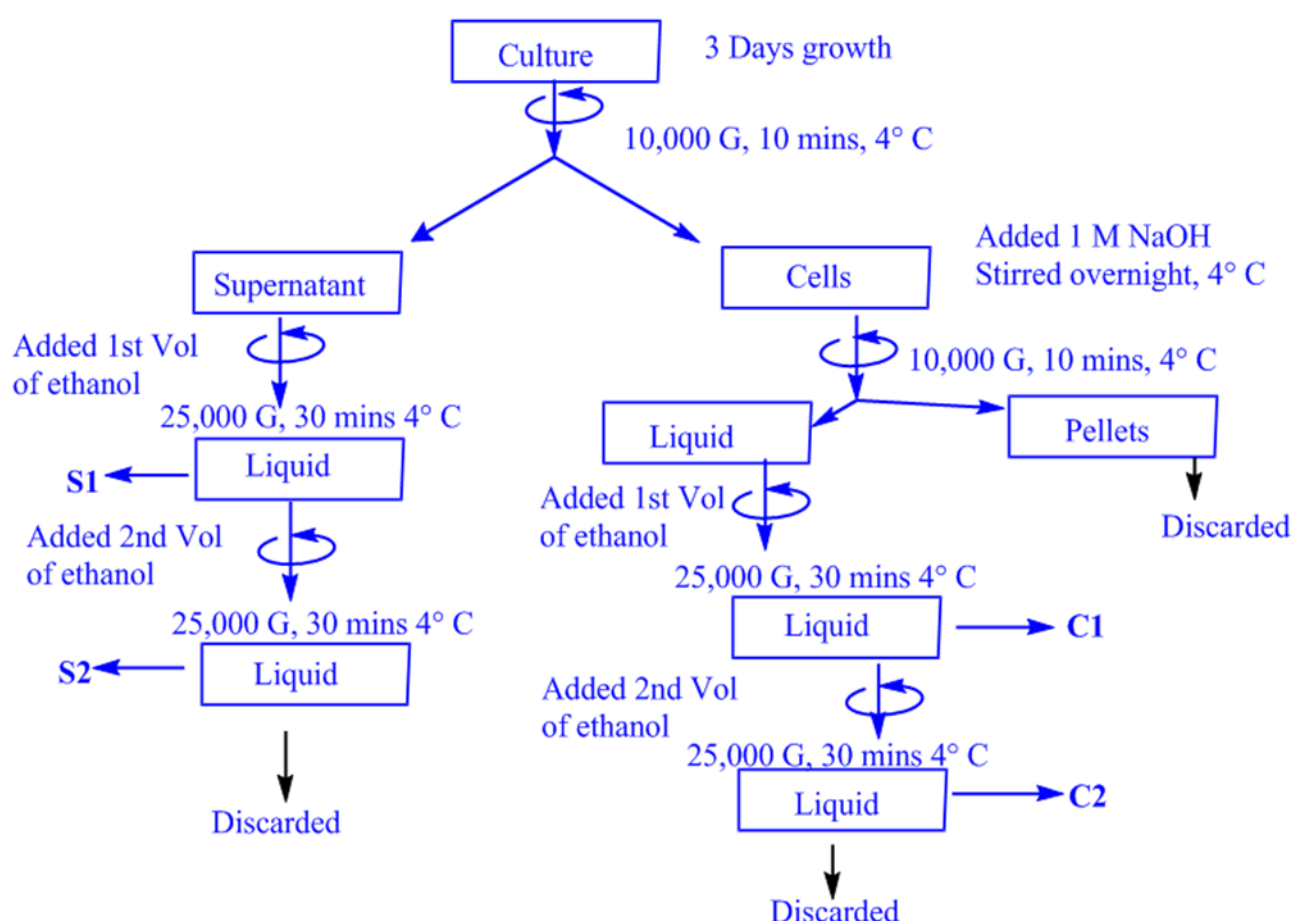 Culture
3 Days growth
10,000 G, 10 mins, 4° C
Supernatant
Cells
Added 1 M NaOH
Stirred overnight, 4° C
Added 1st Vol
of ethanol
25,000 G, 30 mins 4° C
Liquid
S1
Added 2nd Vol
of ethanol
25,000 G, 30 mins 4° C
S2
Liquid
Discarded
10,000 G, 10 mins, 4° C
Liquid
Pellets
Discarded
Added 1st Vol
of ethanol
25,000 G, 30 mins 4° C
Liquid
C1
Added 2nd Vol
of ethanol
25,000 G, 30 mins 4° C
Liquid
C2
Discarded